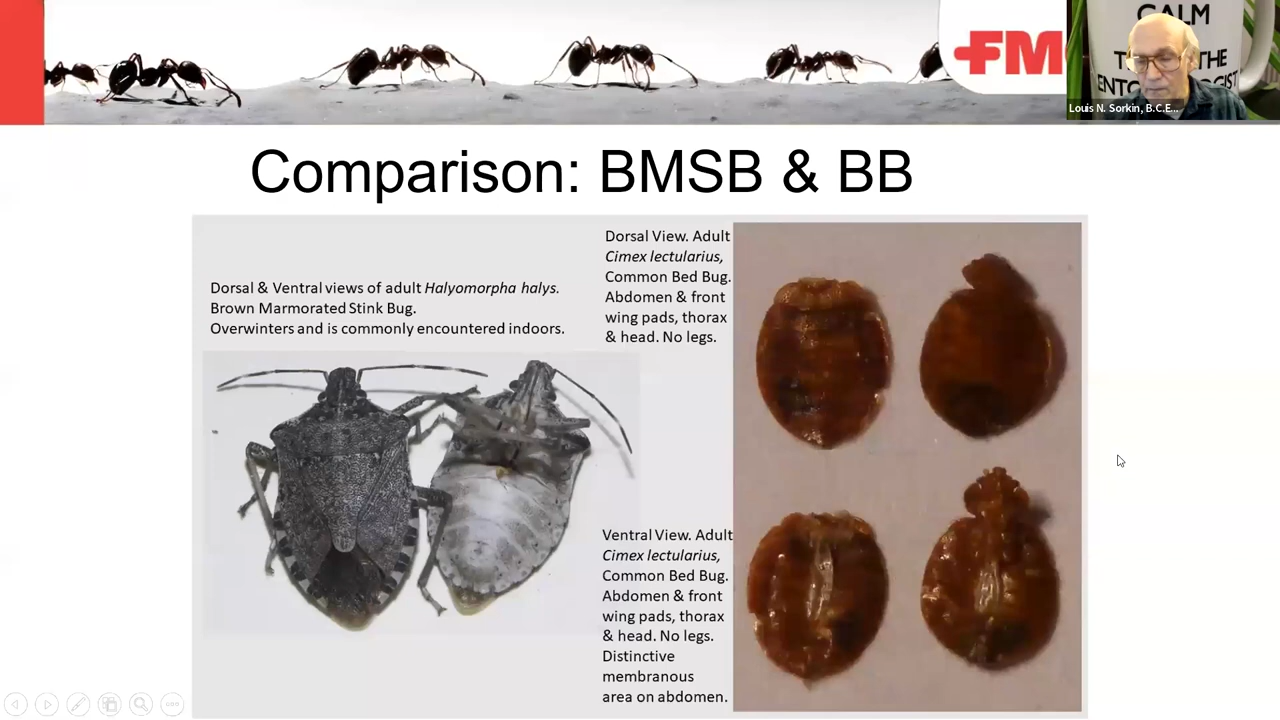 FM
CALM
THE
ENTOMOLOGIST
Louis N. Sorkin, B.C.E...
Comparison: BMSB & BB
Dorsal & Ventral views of adult Halyomorpha halys.
Brown Marmorated Stink Bug.
Overwinters and is commonly encountered indoors.
Dorsal View. Adult
Cimex lectularius,
Common Bed Bug.
Abdomen & front
wing pads, thorax
& head. No legs.
Ventral View. Adult
Cimex lectularius,
Common Bed Bug.
Abdomen & front
wing pads, thorax
& head. No legs.
Distinctive
membranous
area on abdomen.